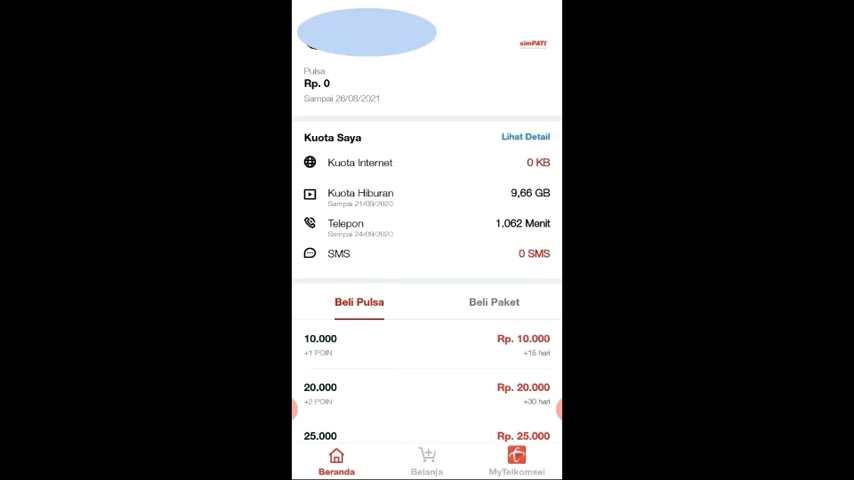 simPATI
Pulsa
Rp. 0
Sampai 26/08/2021
Kuota Saya
Lihat Detail
Kuota Internet
0 KB
Kuota Hiburan
9,66 GB
Sampai 21/09/2020
Telepon
1.062 Menit
Sampai 24/09/2020
SMS
0 SMS
Beli Pulsa
Beli Paket
10.000
Rp. 10.000
+1 POIN
+15 hari
20.000
Rp. 20.000
+2 POIN
+30 hari
25.000
Rp. 25.000
Beranda
Belanja
MyTelkomsel